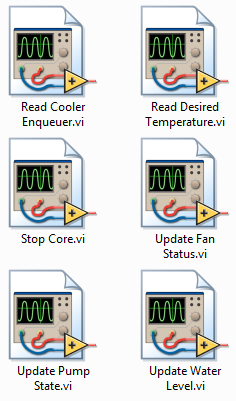 Read Cooler
Enqueuer.vi
Read Desired
Temperature.vi
Stop Core.vi
Update Fan
Status.vi
Update Pump
State.vi
Update Water
Level.vi